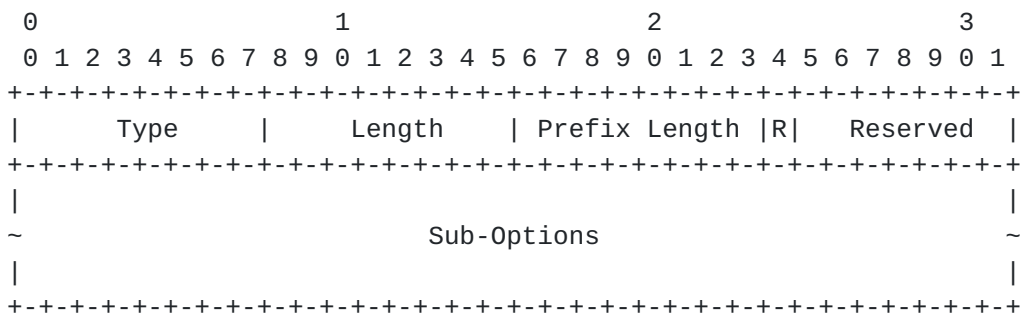 0                   1                   2                   3
 0 1 2 3 4 5 6 7 8 9 0 1 2 3 4 5 6 7 8 9 0 1 2 3 4 5 6 7 8 9 0 1
+-+-+-+-+-+-+-+-+-+-+-+-+-+-+-+-+-+-+-+-+-+-+-+-+-+-+-+-+-+-+-+-+
|      Type     |     Length    | Prefix Length |R|   Reserved  |
+-+-+-+-+-+-+-+-+-+-+-+-+-+-+-+-+-+-+-+-+-+-+-+-+-+-+-+-+-+-+-+-+
|                                                               |
~                          Sub-Options                          ~
|                                                               |
+-+-+-+-+-+-+-+-+-+-+-+-+-+-+-+-+-+-+-+-+-+-+-+-+-+-+-+-+-+-+-+-+